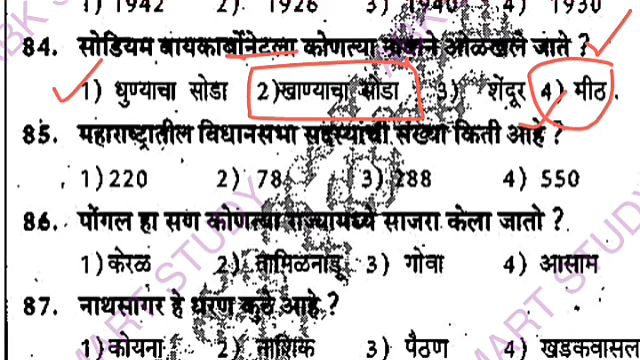 1) 1942 2) 1926 3) 1940 4) 1930
84. सोडियम बायकार्बोनेटला कोणत्या नावाने ओळखले जाते ?
1) धुण्याचा सोडा 2) खाण्याचा सोडा 3) शेंदूर 4) मीठ .
85. महाराष्ट्रातील विधानसभा सदस्यांची संख्या किती आहे ?
1) 220 2) 78 3) 288 4) 550
86. पोंगल हा सण कोणत्या राज्यामध्ये साजरा केला जातो ?
1) केरळ 2) तामिळनाडू 3) गोवा 4) आसाम
87. नाथसागर हे धरण कुठे आहे ?
1) कोयना 2) नाशिक 3) पैठण 4) खडकवासल